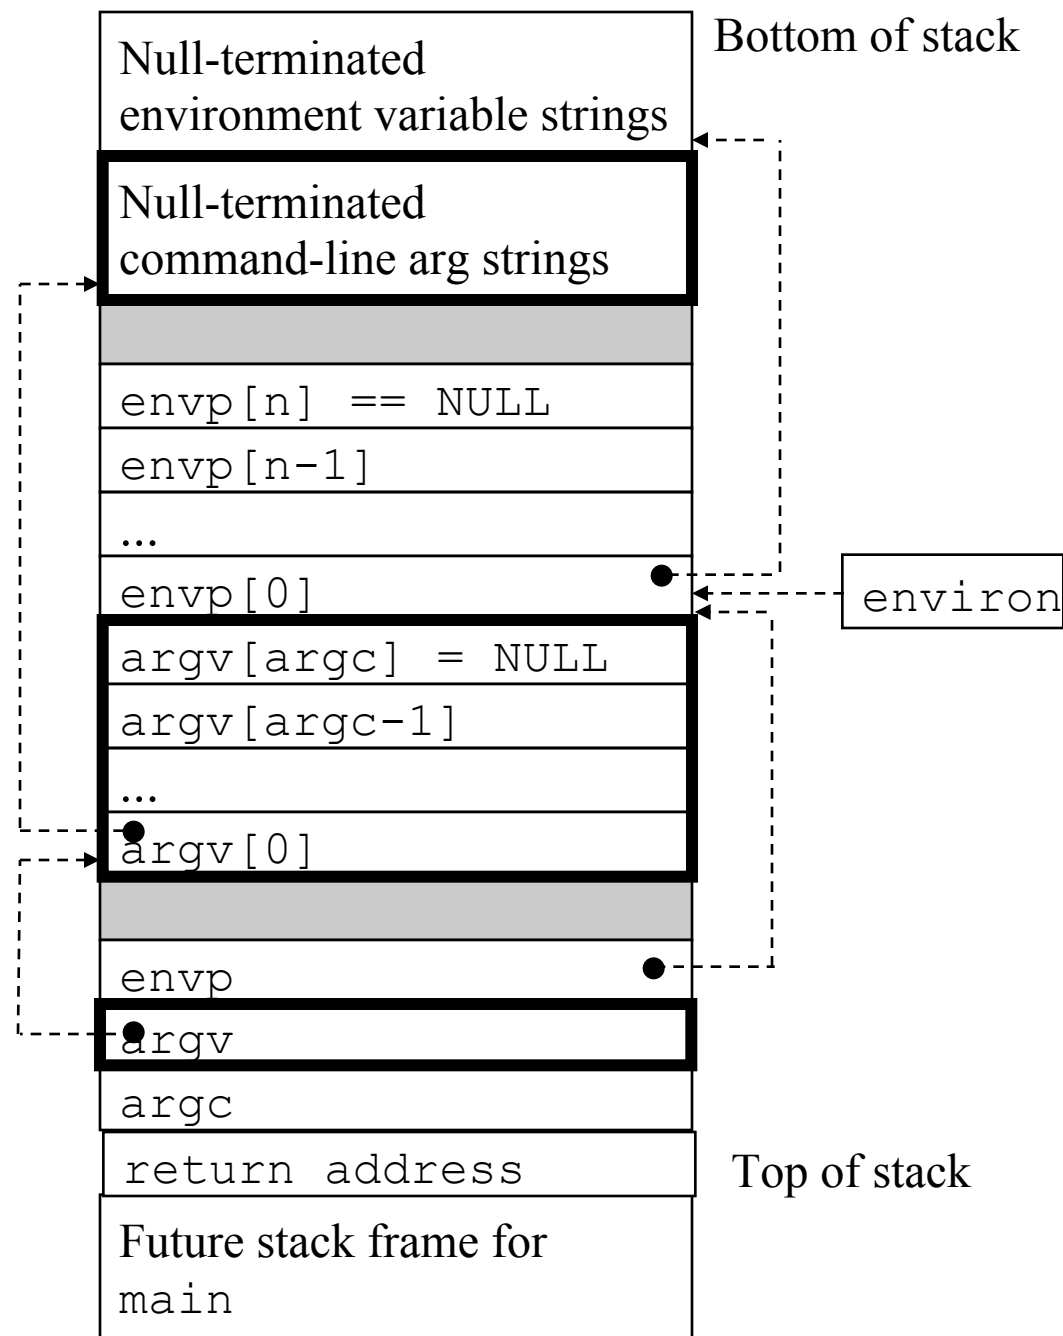 Bottom of stack
Null-terminated
environment variable strings
Null-terminated
command-line arg strings
envp[n] == NULL
envp[n-1]
...
envp[0]
environ
argv[argc] = NULL
argv[argc-1]
...
argv[0]
envp
argv
argc
return address
Top of stack
Future stack frame for
main